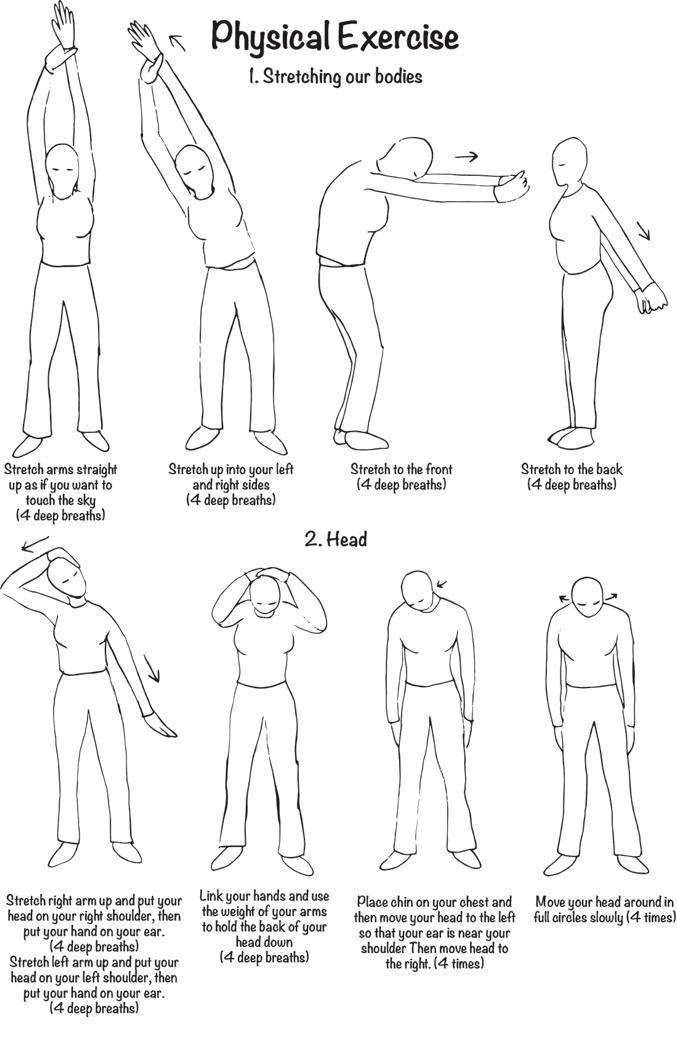 Physical Exercise
1. Stretching our bodies
Stretch arms straight
up as if you want to
touch the sky
(4 deep breaths)
Stretch up into your left
and right sides
(4 deep breaths)
Stretch to the front
(4 deep breaths)
Stretch to the back
(4 deep breaths)
2. Head
Stretch right arm up and put your
head on your right shoulder, then
put your hand on your ear.
(4 deep breaths)
Stretch left arm up and put your
head on your left shoulder, then
put your hand on your ear.
(4 deep breaths)
Link your hands and use
the weight of your arms
to hold the back of your
head down
(4 deep breaths)
Place chin on your chest and
then move your head to the left
so that your ear is near your
shoulder Then move head to
the right. (4 times)
Move your head around in
full circles slowly (4 times)